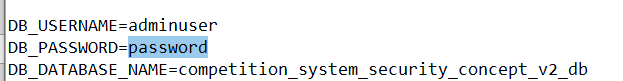 DB_USERNAME=adminuser
DB_PASSWORD=password
DB_DATABASE_NAME=competition_system_security_concept_v2_db